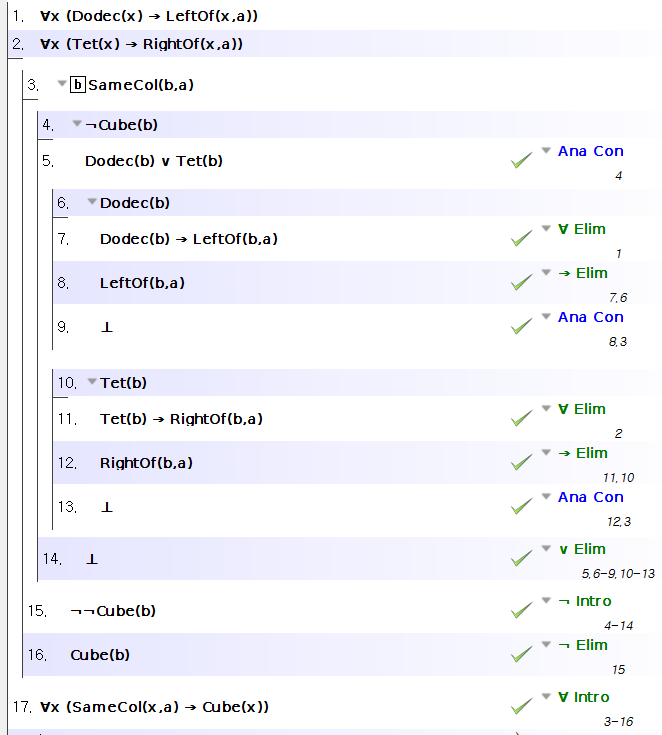 1. ∀x (Dodec(x) → LeftOf(x,a))
2. ∀x (Tet(x) → RightOf(x,a))
3. b SameCol(b,a)
4. ¬Cube(b)
5. Dodec(b) ∨ Tet(b) Ana Con
4
6. Dodec(b)
7. Dodec(b) → LeftOf(b,a) ∀ Elim
1
8. LeftOf(b,a) → Elim
7,6
9. ⊥ Ana Con
8,3
10. Tet(b)
11. Tet(b) → RightOf(b,a) ∀ Elim
2
12. RightOf(b,a) → Elim
11,10
13. ⊥ Ana Con
12,3
14. ⊥ ∨ Elim
5,6–9,10–13
15. ¬¬Cube(b) ¬ Intro
4–14
16. Cube(b) ¬ Elim
15
17. ∀x (SameCol(x,a) → Cube(x)) ∀ Intro
3–16